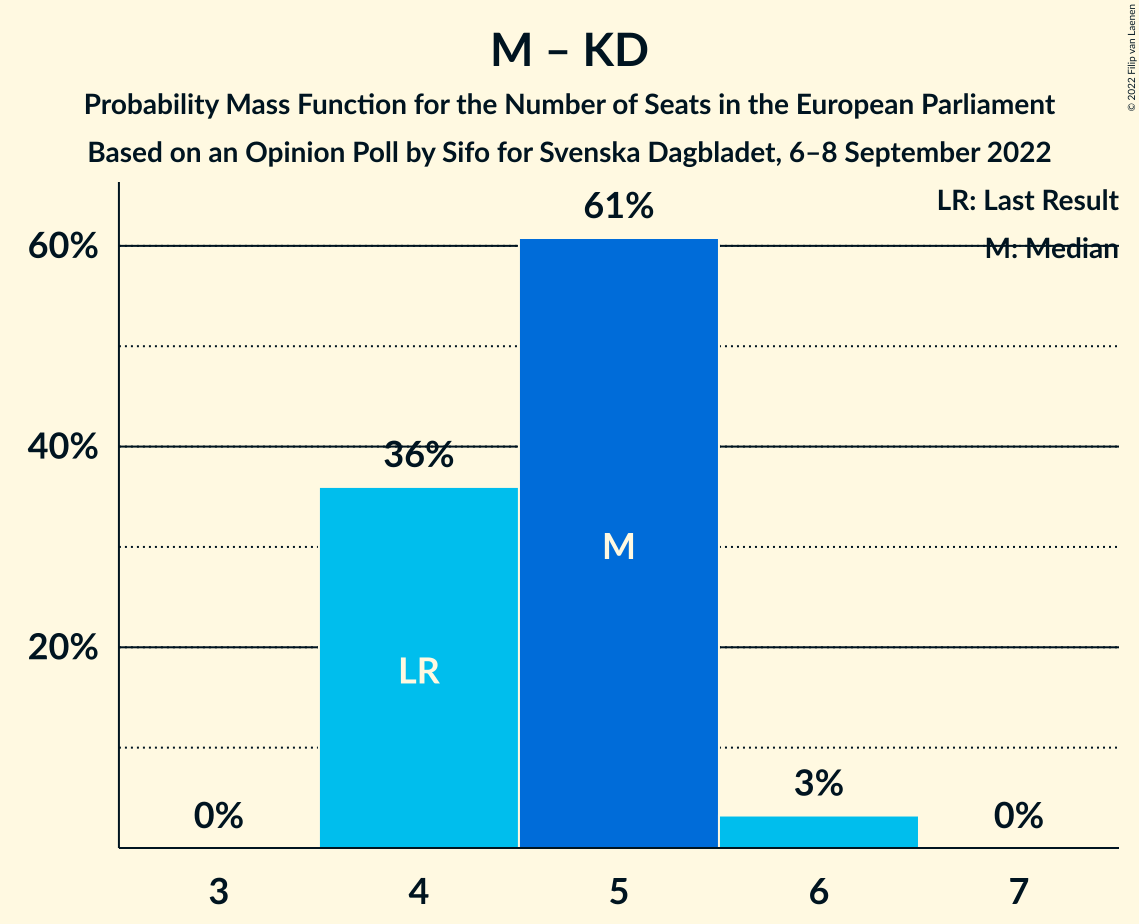 M – KD
Probability Mass Function for the Number of Seats in the European Parliament
Based on an Opinion Poll by Sifo for Svenska Dagbladet, 6–8 September 2022
© 2022 Filip van Laenen
LR: Last Result
M: Median
61%
60%
40%
36%
M
20%
LR
3%
0%
0%
3
4
5
6
7